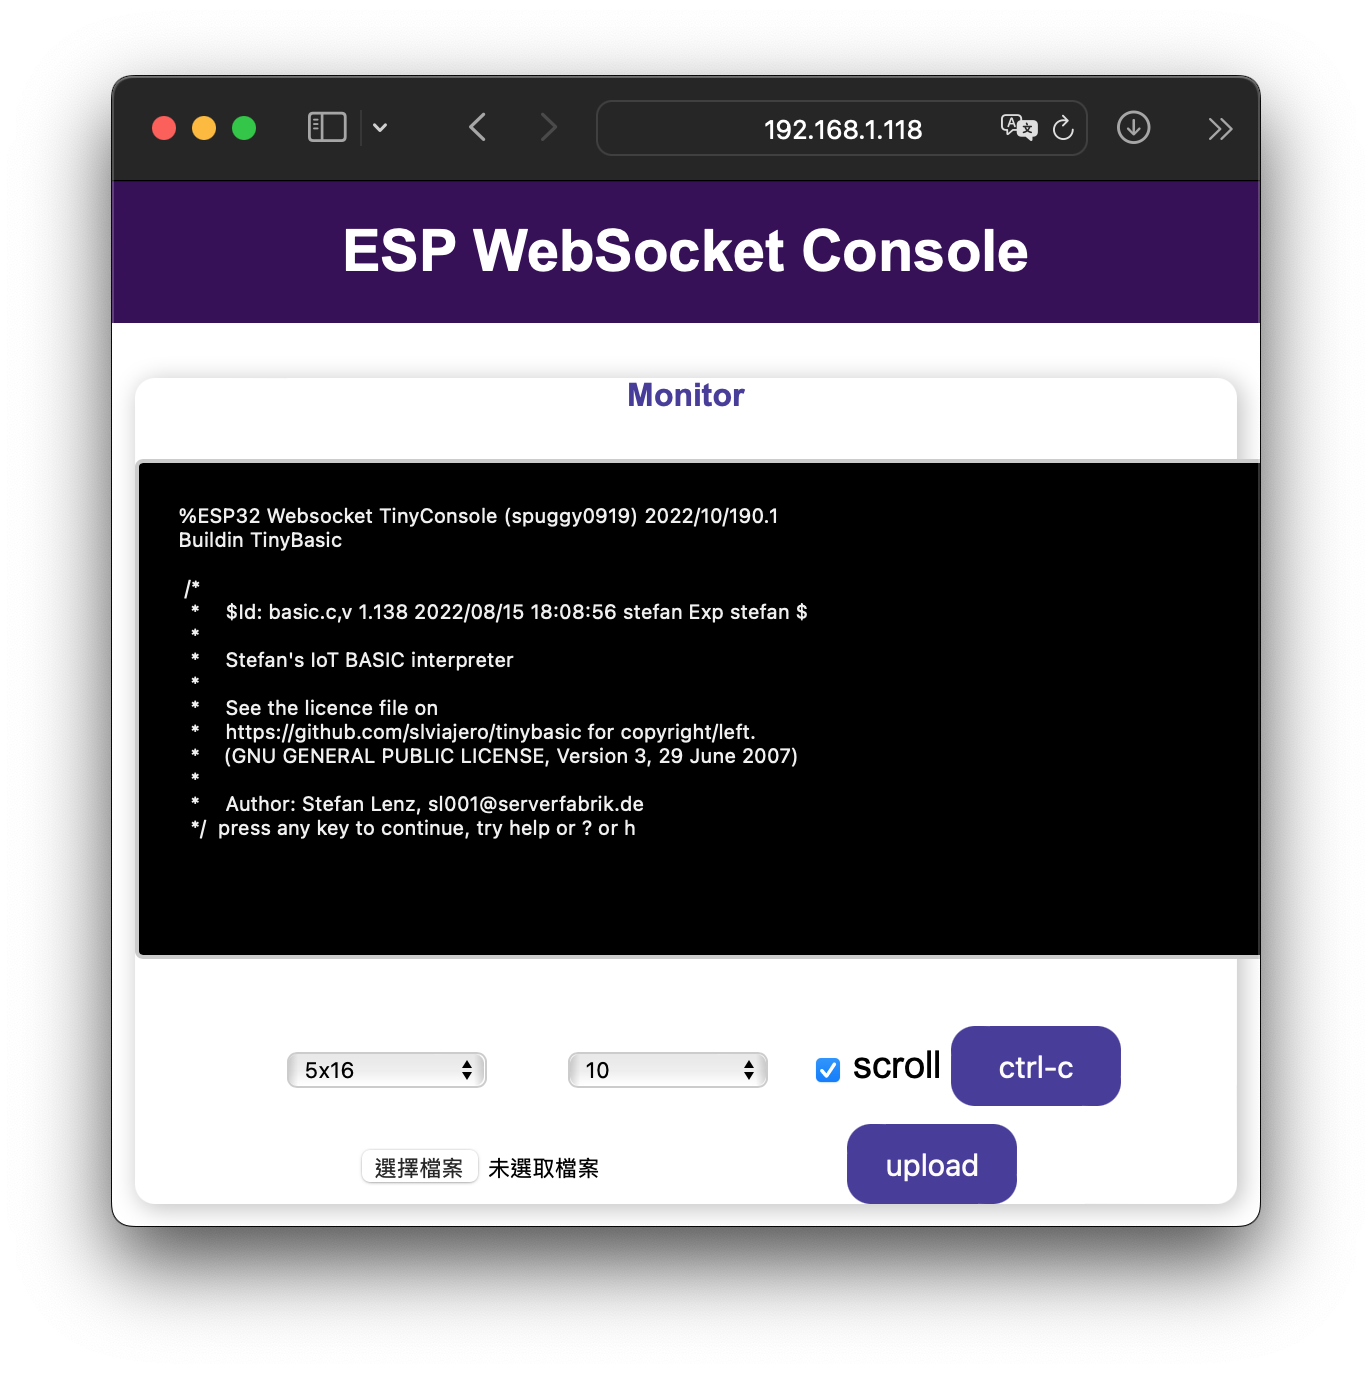 192.168.1.118
ESP WebSocket Console
Monitor
%ESP32 Websocket TinyConsole (spuggy0919) 2022/10/190.1
Buildin TinyBasic
/*
*
$Id: basic.c,v 1.138 2022/08/15 18:08:56 stefan Exp stefan $
*
* Stefan's IoT BASIC interpreter
*
* See the licence file on
* https://github.com/slviajero/tinybasic for copyright/left.
* (GNU GENERAL PUBLIC LICENSE, Version 3, 29 June 2007)
*
* Author: Stefan Lenz, sl001@serverfabrik.de
*/ press any key to continue, try help or ? or h
5x16 10 scroll ctrl-c
選擇檔案 未選取檔案 upload